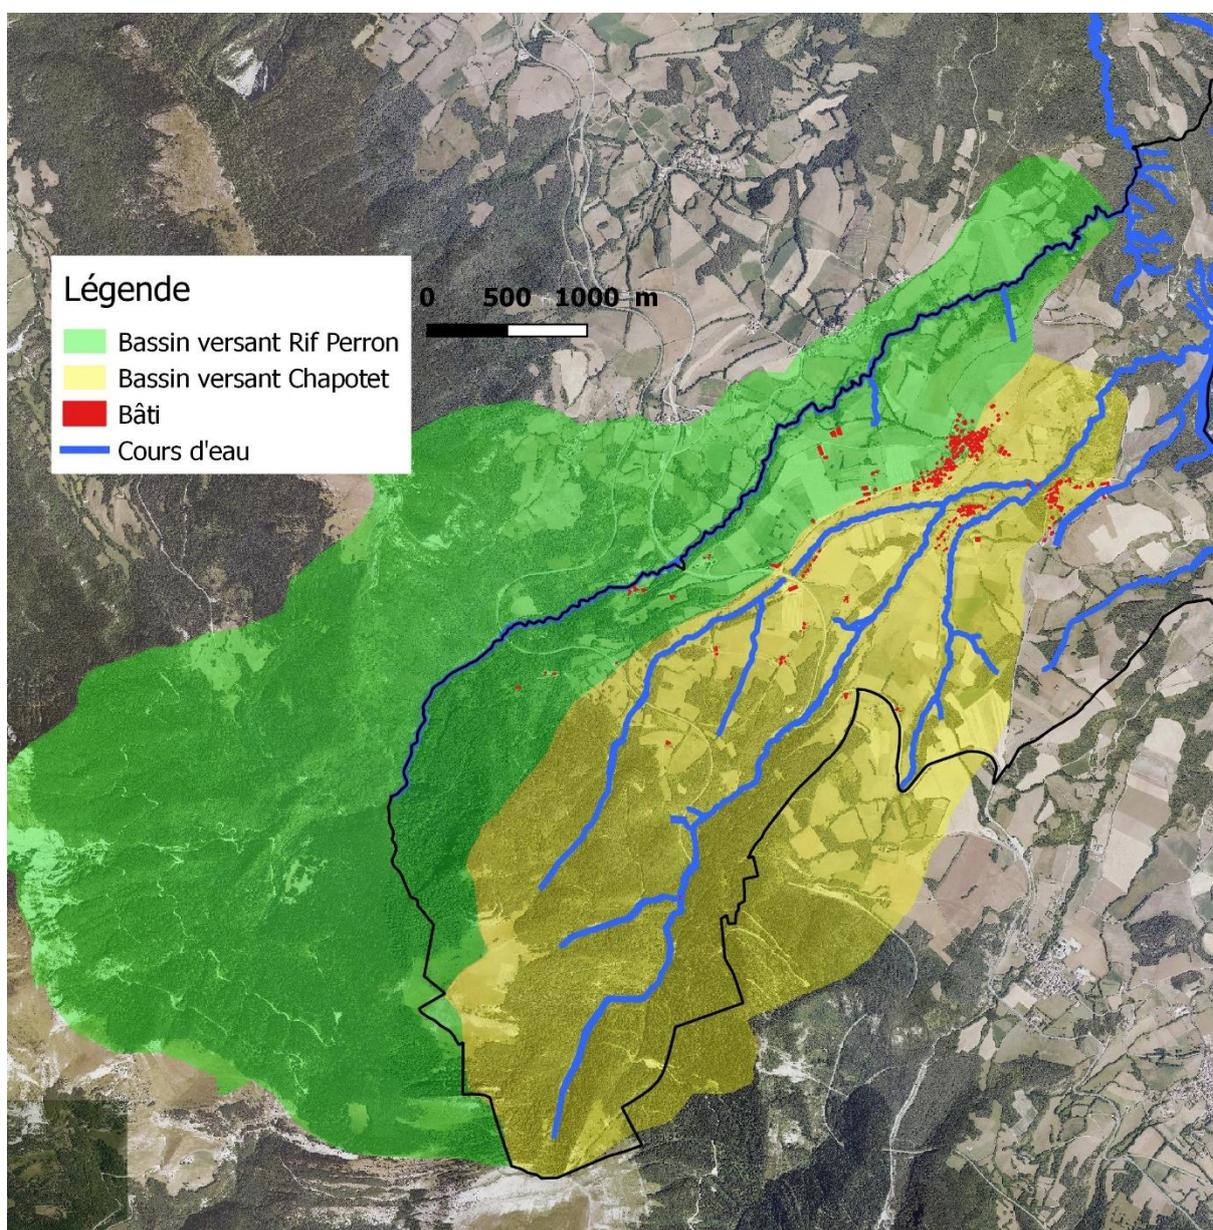 Légende
Bassin versant Rif Perron
Bassin versant Chapotet
Bâti
Cours d'eau
0 500 1000 m